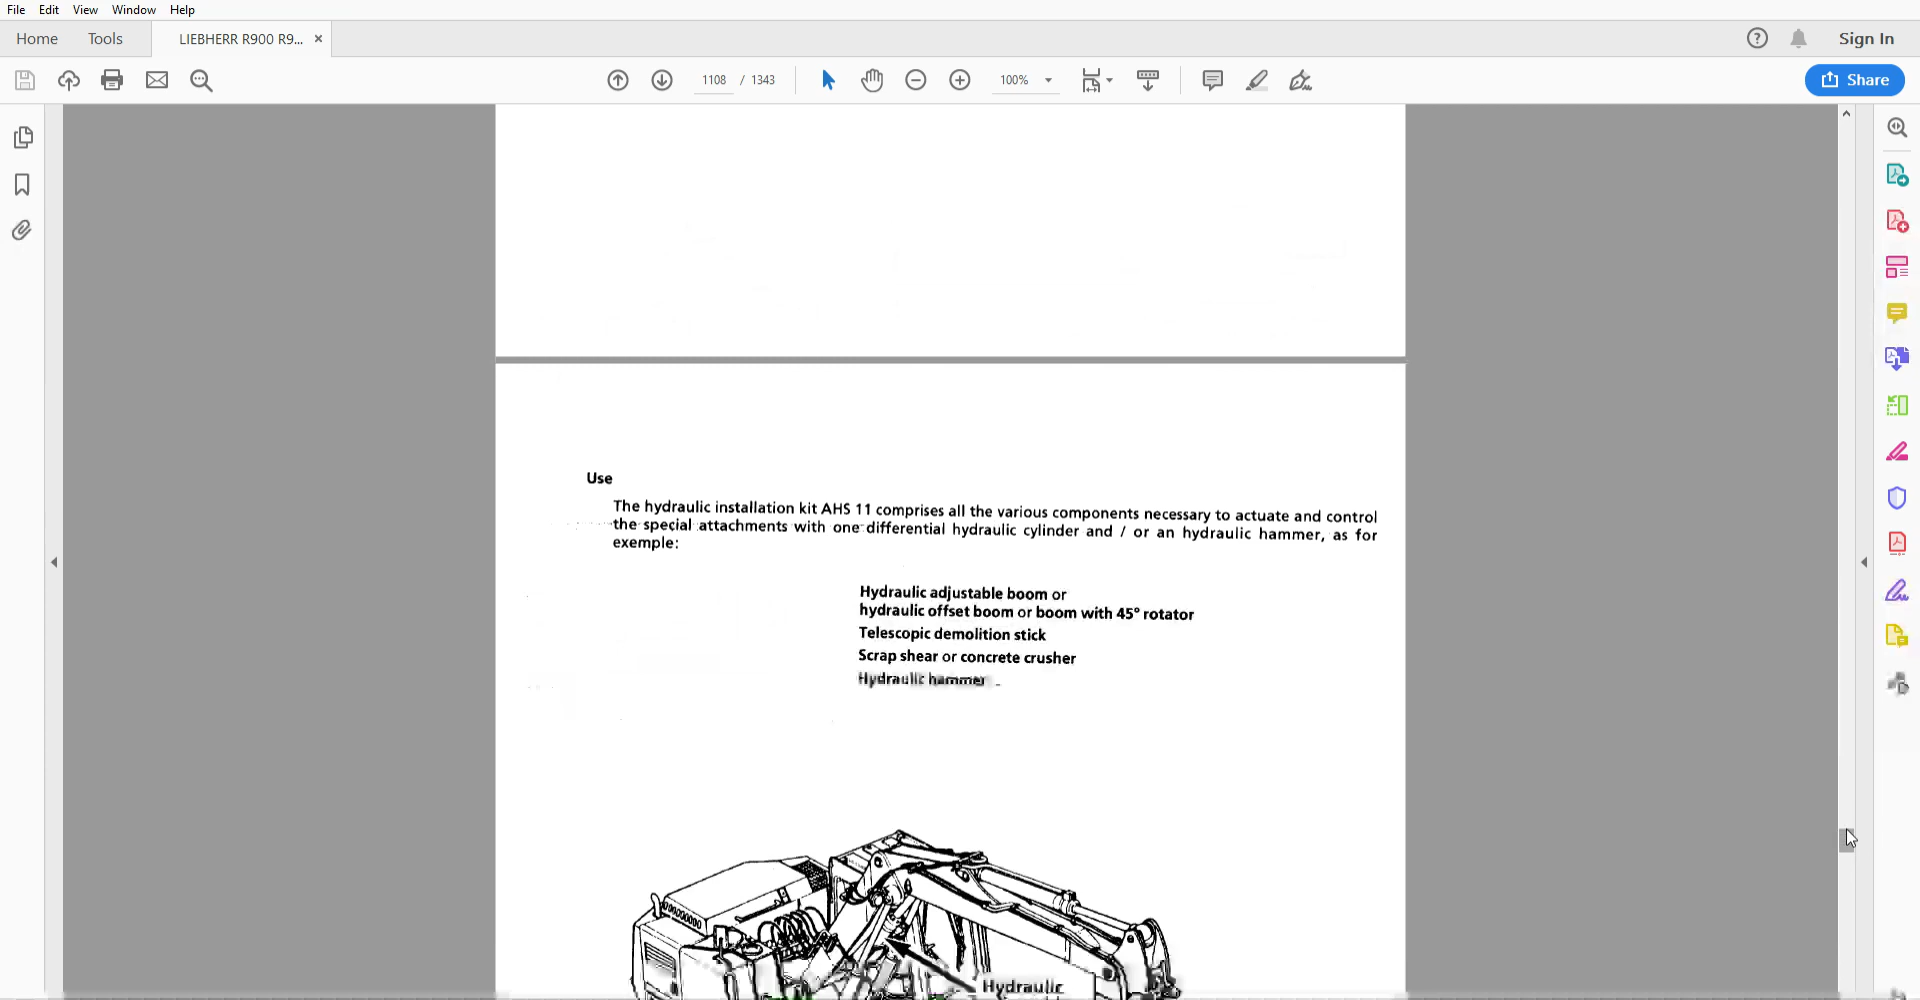 File Edit View Window Help
Home Tools LIEBHERR R900 R9... Sign In
1108 / 1343 100% Share
Use
The hydraulic installation kit AHS 11 comprises all the various components necessary to actuate and control
the special attachments with one differential hydraulic cylinder and / or an hydraulic hammer, as for
exemple:
Hydraulic adjustable boom or
hydraulic offset boom or boom with 45° rotator
Telescopic demolition stick
Scrap shear or concrete crusher
Hydraulic hammer
Hydraulic